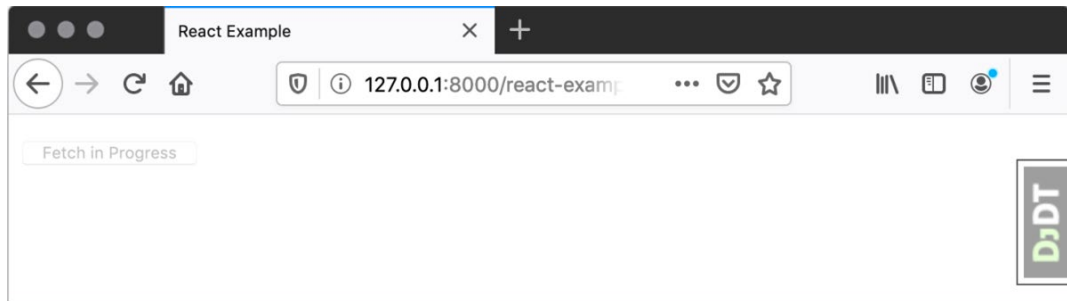 React Example
127.0.0.1:8000/react-examp
Fetch in Progress
DjDT